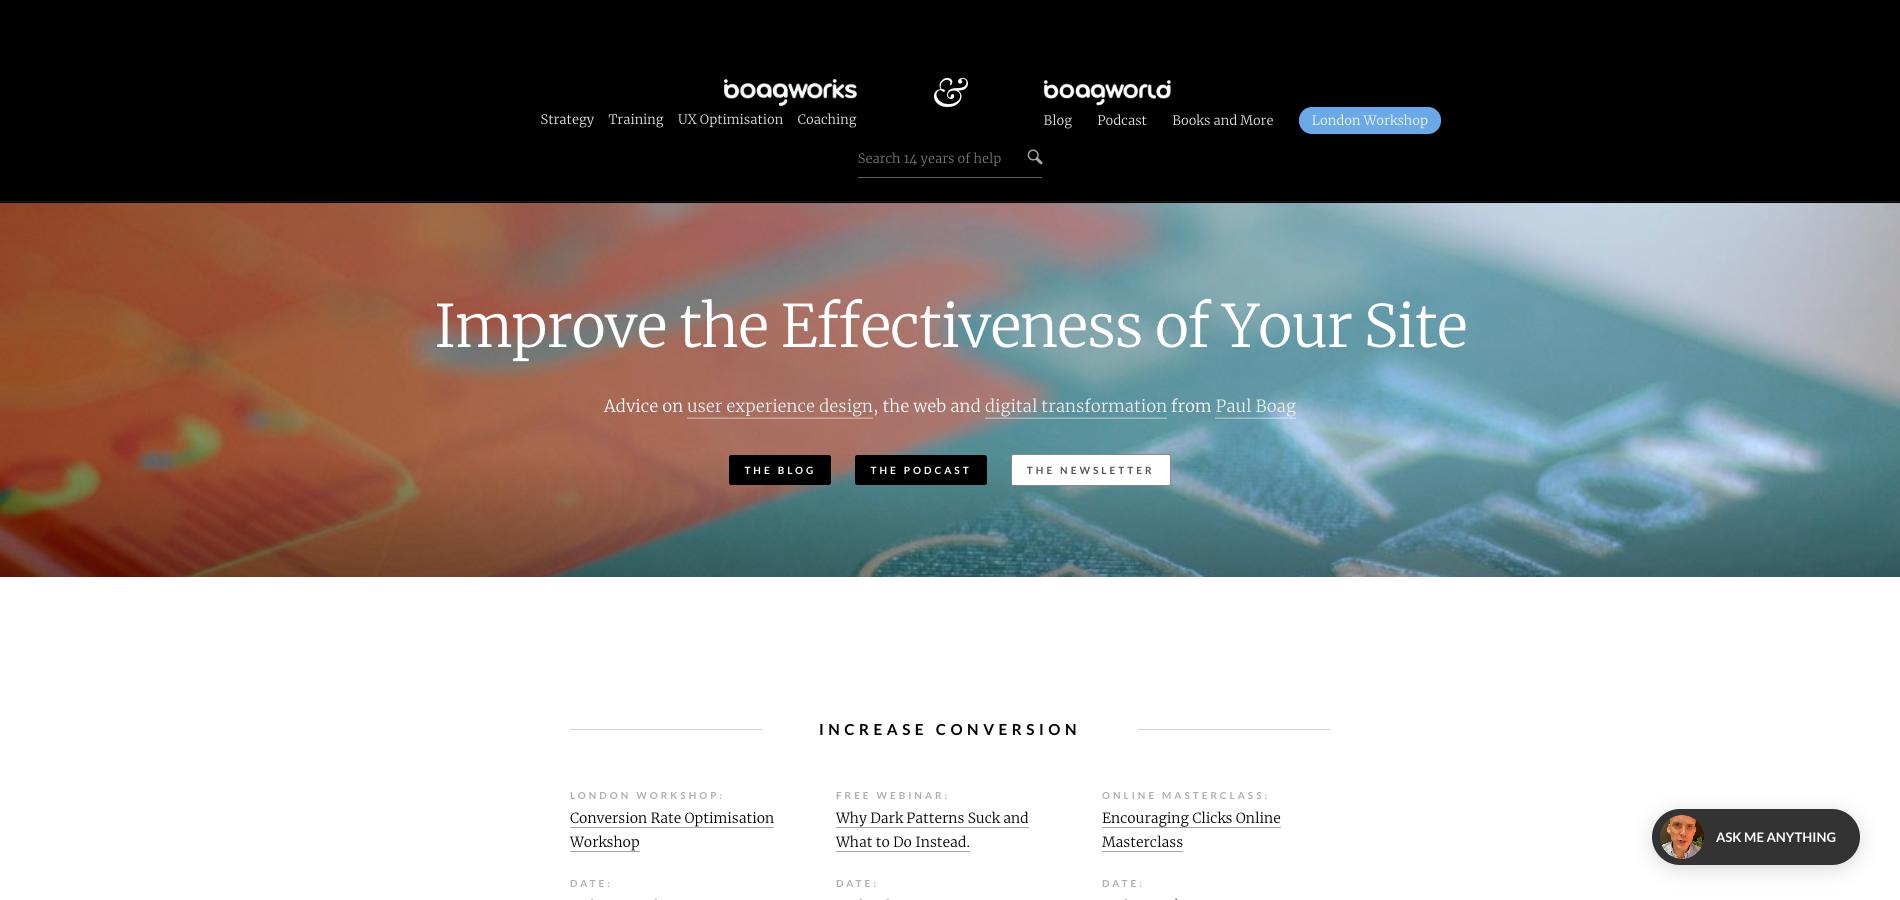 boagworks & boagworld
Strategy Training UX Optimisation Coaching Blog Podcast Books and More London Workshop
Search 14 years of help
Improve the Effectiveness of Your Site
Advice on user experience design, the web and digital transformation from Paul Boag
THE BLOG THE PODCAST THE NEWSLETTER
INCREASE CONVERSION
LONDON WORKSHOP: FREE WEBINAR: ONLINE MASTERCLASS:
Conversion Rate Optimisation Why Dark Patterns Suck and Encouraging Clicks Online
Workshop What to Do Instead. Masterclass
ASK ME ANYTHING
DATE: DATE: DATE: